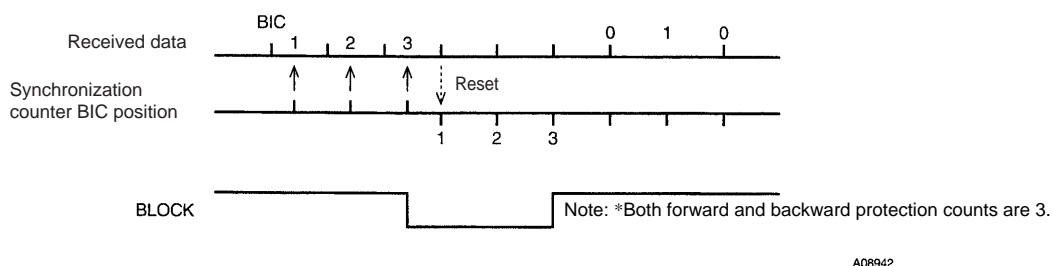 BIC
Received data 1 2 3 0 1 0
Reset
Synchronization
counter BIC position
1 2 3
BLOCK
Note: *Both forward and backward protection counts are 3.
A08942